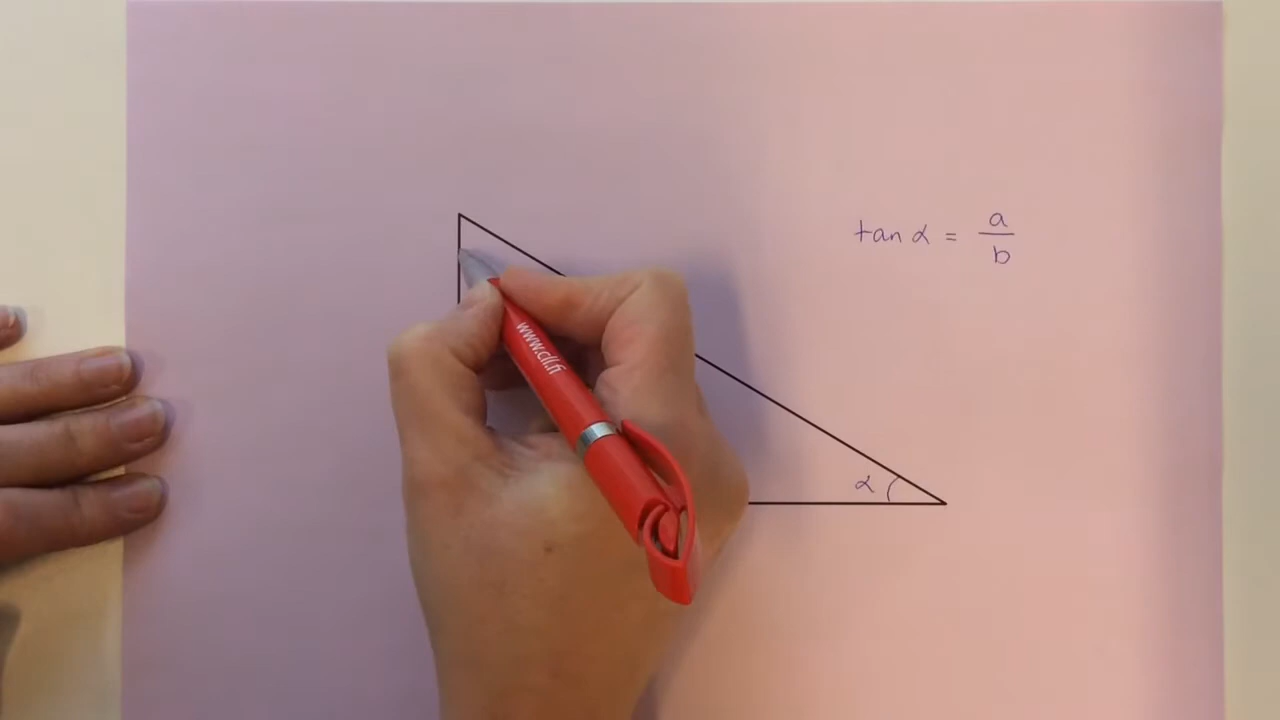 tan α = a/b
www.cll.fi
α